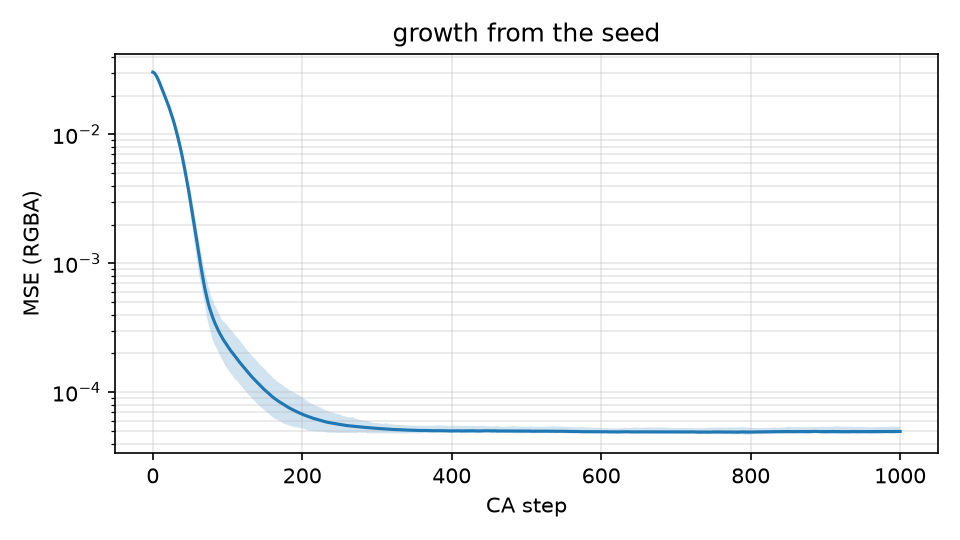 growth from the seed
MSE (RGBA)
10⁻²
10⁻³
10⁻⁴
0 200 400 600 800 1000
CA step